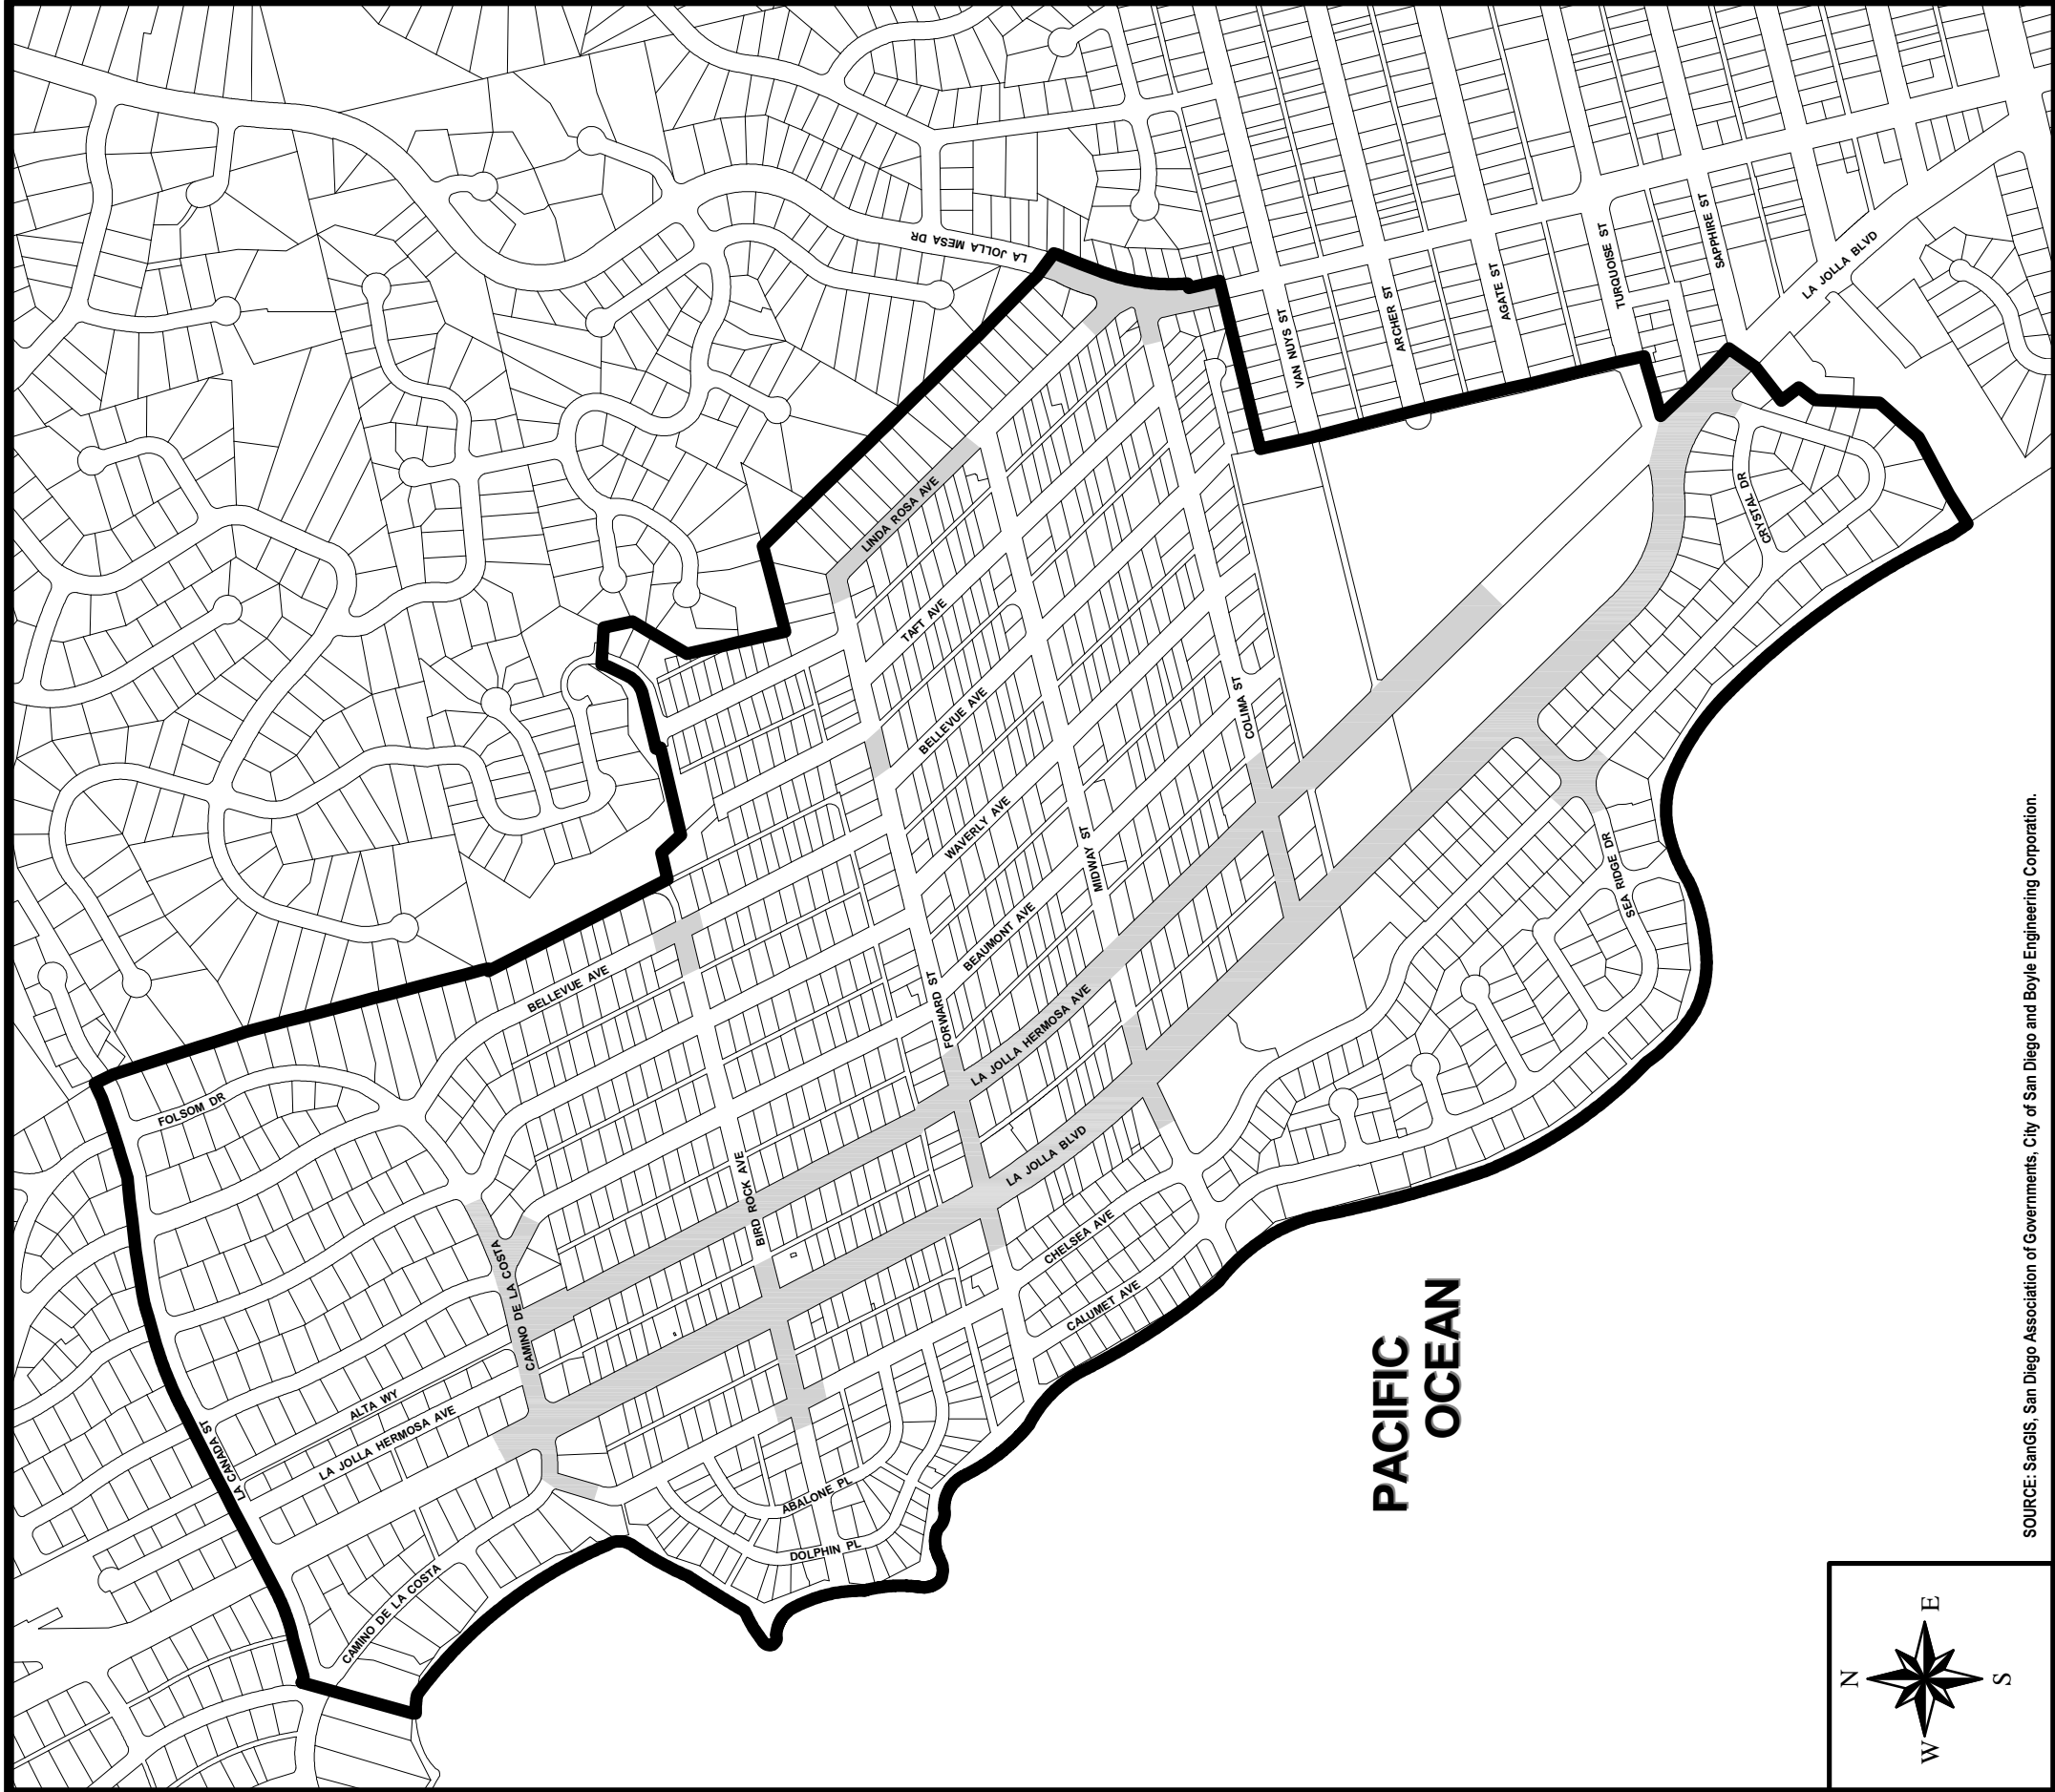 LA JOLLA MESA DR
VAN NUYS ST
ARCHER ST
AGATE ST
TURQUOISE ST
SAPPHIRE ST
LA JOLLA BLVD
LINDA ROSA AVE
CRYSTAL DR
TAFT AVE
BELLEVUE AVE
COLIMA ST
WAVERLY AVE
MIDWAY ST
SEA RIDGE DR
BEAUMONT AVE
BELLEVUE AVE
FORWARD ST
LA JOLLA HERMOSA AVE
FOLSOM DR
LA JOLLA BLVD
BIRD ROCK AVE
CHELSEA AVE
CAMINO DE LA COSTA
CALUMET AVE
ALTA WY
LA JOLLA HERMOSA AVE
LA CANADA ST
ABALONE PL
DOLPHIN PL
CAMINO DE LA COSTA
PACIFIC
OCEAN
SOURCE: SanGIS, San Diego Association of Governments, City of San Diego and Boyle Engineering Corporation.
N
E
S
W